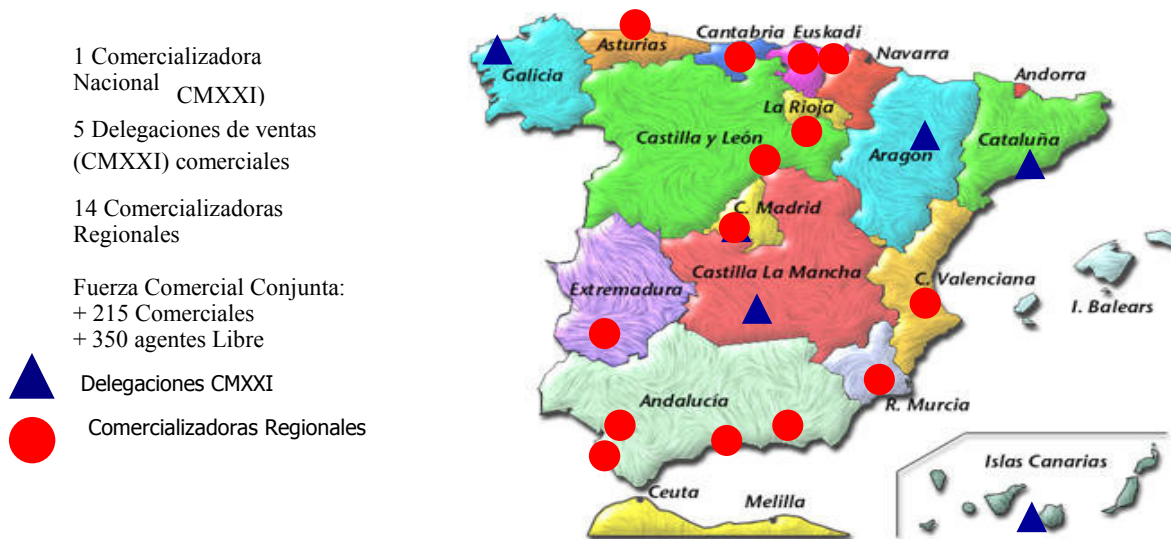 1 Comercializadora
Nacional CMXXI)
5 Delegaciones de ventas
(CMXXI) comerciales
14 Comercializadoras
Regionales
Fuerza Comercial Conjunta:
+ 215 Comerciales
+ 350 agentes Libre
Delegaciones CMXXI
Comercializadoras Regionales
Cantabria Euskadi
Asturias
Navarra
Galicia
Andorra
La Rioja
Castilla y León
Cataluña
Aragón
C. Madrid
Castilla La Mancha
C. Valenciana
Extremadura
I. Balears
Andalucía
R. Murcia
Islas Canarias
Ceuta
Melilla